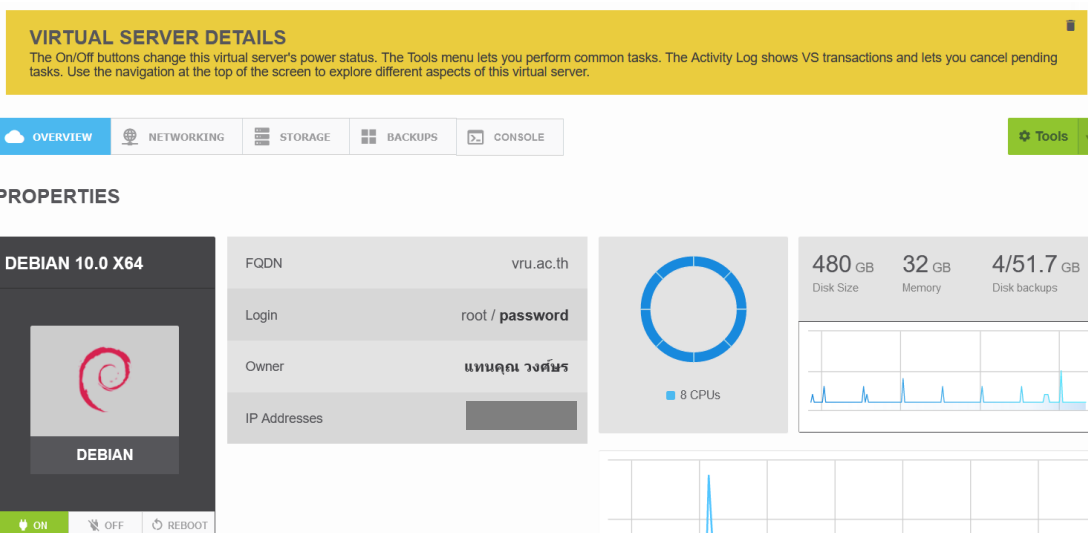 VIRTUAL SERVER DETAILS
The On/Off buttons change this virtual server's power status. The Tools menu lets you perform common tasks. The Activity Log shows VS transactions and lets you cancel pending
tasks. Use the navigation at the top of the screen to explore different aspects of this virtual server.
OVERVIEW NETWORKING STORAGE BACKUPS CONSOLE Tools
PROPERTIES
DEBIAN 10.0 X64
FQDN vru.ac.th
Login root / password
Owner แทนคุณ วงศ์ษร
IP Addresses
8 CPUs
480 GB 32 GB 4/51.7 GB
Disk Size Memory Disk backups
DEBIAN
ON OFF REBOOT